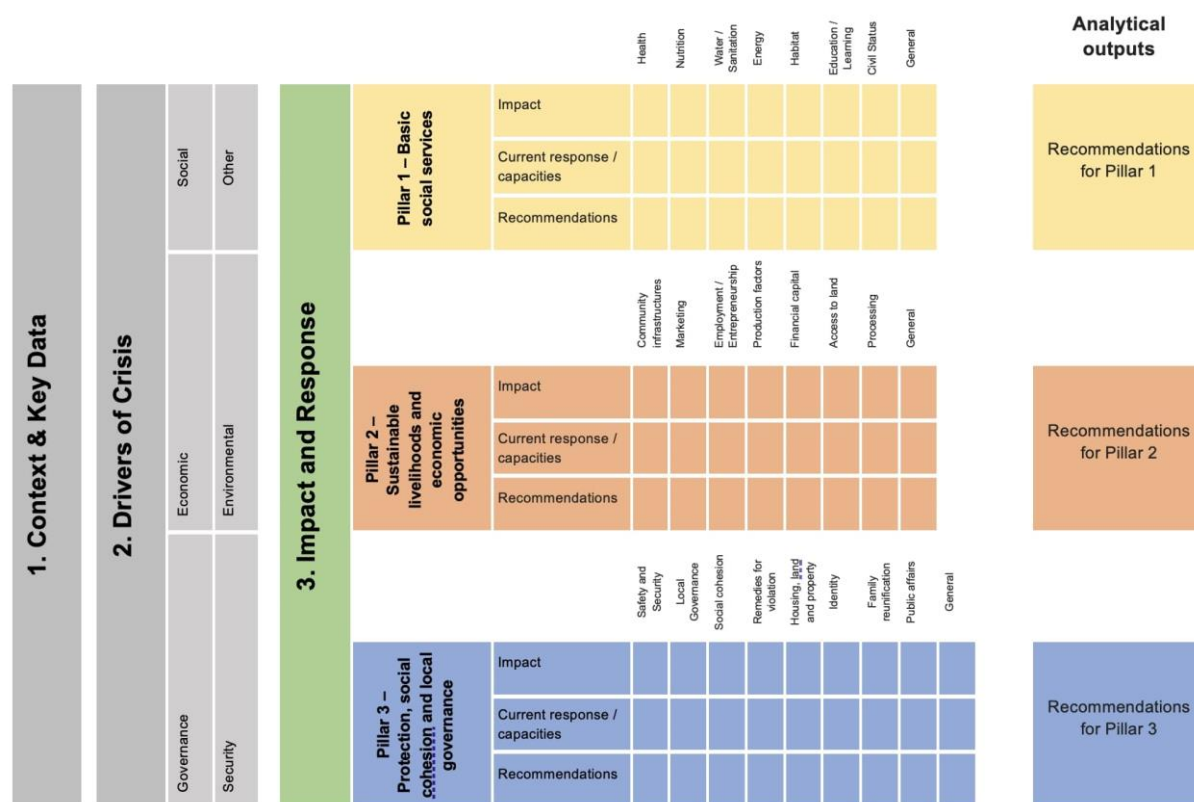 1. Context & Key Data
2. Drivers of Crisis
Social
Other
Economic
Environmental
Governance
Security
3. Impact and Response
Analytical
outputs
Health
Nutrition
Water /
Sanitation
Energy
Habitat
Education /
Learning
Civil Status
General
Pillar 1 – Basic
social services
Impact
Current response /
capacities
Recommendations
Recommendations
for Pillar 1
Community
infrastructures
Marketing
Employment /
Entrepreneurship
Production factors
Financial capital
Access to land
Processing
General
Pillar 2 –
Sustainable
livelihoods and
economic
opportunities
Impact
Current response /
capacities
Recommendations
Recommendations
for Pillar 2
Safety and
Security
Local
Governance
Social cohesion
Remedies for
violation
Housing, land
and property
Identity
Family
reunification
Public affairs
General
Pillar 3 –
Protection, social
cohesion and local
governance
Impact
Current response /
capacities
Recommendations
Recommendations
for Pillar 3